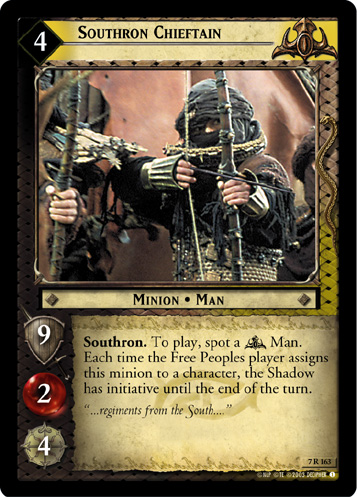 4
SOUTHRON CHIEFTAIN
MINION • MAN
9
Southron. To play, spot a Man.
Each time the Free Peoples player assigns
this minion to a character, the Shadow
has initiative until the end of the turn.
2
"...regiments from the South...."
4
7 R 163